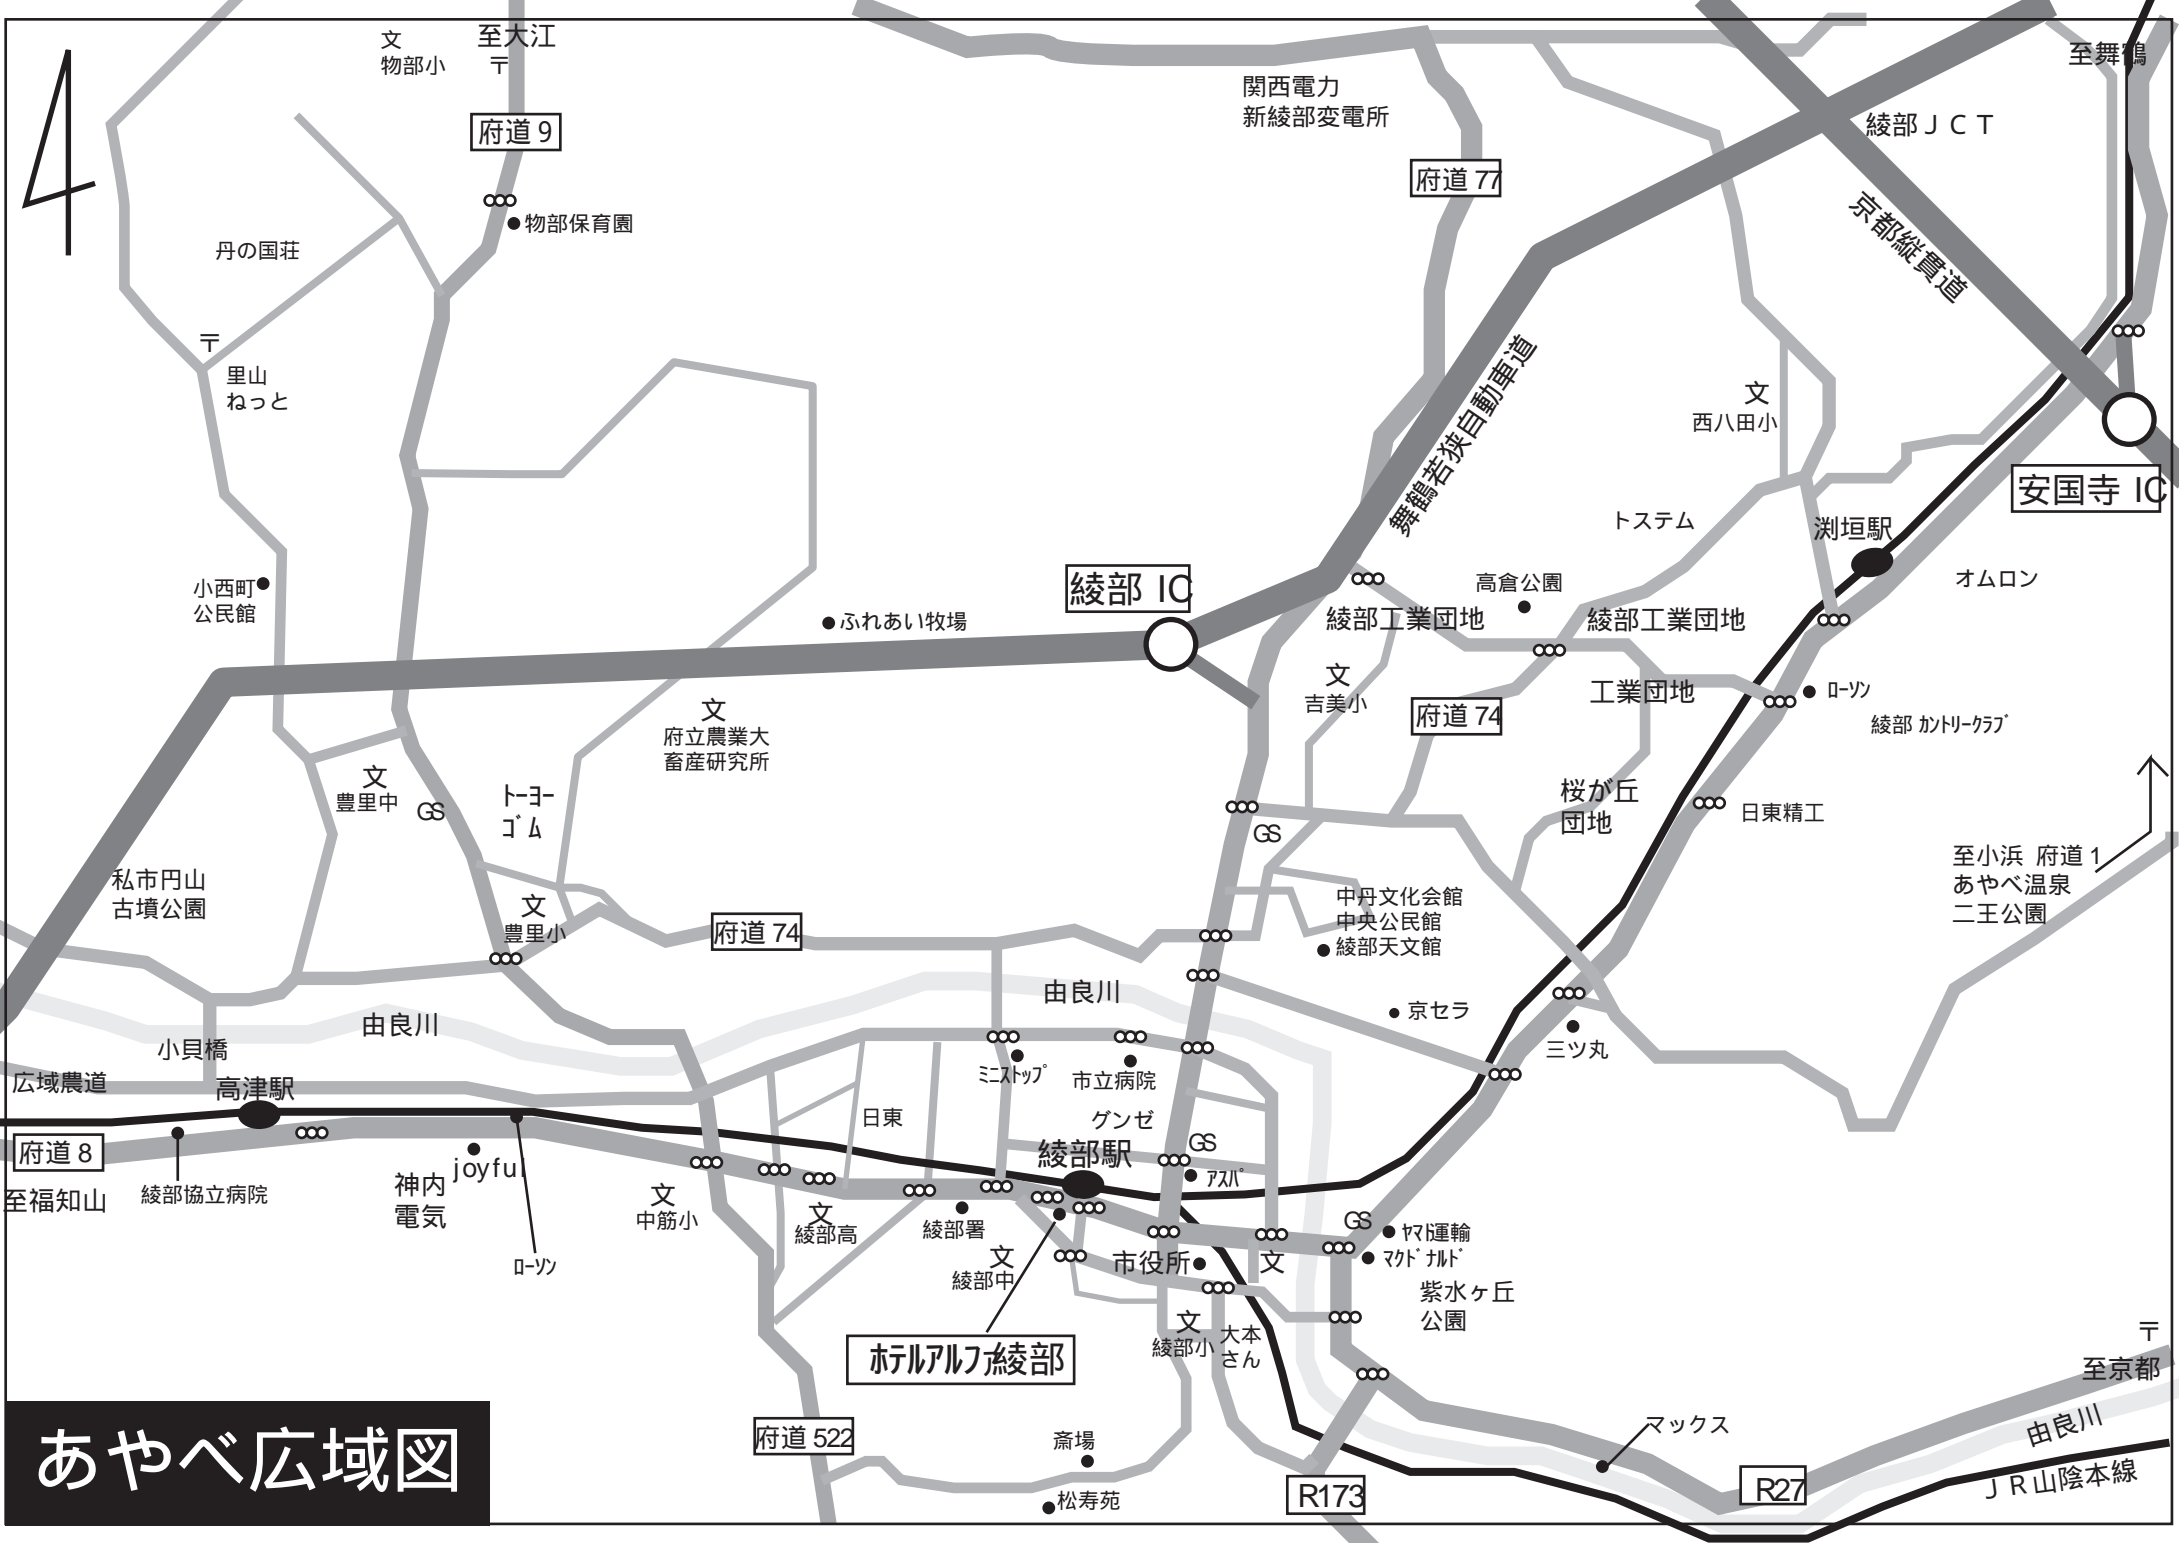 文
物部小
至大江
〒
府道 9
物部保育園
丹の国荘
〒
里山
ねっと
関西電力
新綾部変電所
府道 77
至舞鶴
綾部ＪＣＴ
京都縦貫道
舞鶴若狭自動車道
文
西八田小
安国寺 IC
トステム
渕垣駅
オムロン
小西町
公民館
ふれあい牧場
綾部 IC
高倉公園
綾部工業団地
綾部工業団地
文
吉美小
工業団地
府道 74
ﾛｰｿﾝ
綾部 ｶﾝﾄﾘｰｸﾗﾌﾞ
文
府立農業大
畜産研究所
文
豊里中
GS
ﾄｰﾖｰ
ｺﾞﾑ
桜が丘
団地
日東精工
GS
至小浜 府道 1
あやべ温泉
二王公園
私市円山
古墳公園
文
豊里小
府道 74
中丹文化会館
中央公民館
綾部天文館
由良川
由良川
京セラ
小貝橋
三ツ丸
広域農道
高津駅
ﾐﾆｽﾄｯﾌﾟ
市立病院
日東
グンゼ
綾部駅
GS
ｱｽﾊﾟ
府道 8
至福知山
綾部協立病院
joyful
神内
電気
ﾛｰｿﾝ
文
中筋小
文
綾部高
綾部署
文
綾部中
市役所
文
GS
ﾔﾏﾄ運輸
ﾏｸﾄﾞﾅﾙﾄﾞ
紫水ヶ丘
公園
文
綾部小
大本
さん
ﾎﾃﾙｱﾙﾌｧ綾部
〒
至京都
あやべ広域図
府道 522
斎場
松寿苑
マックス
R173
R27
由良川
ＪＲ山陰本線